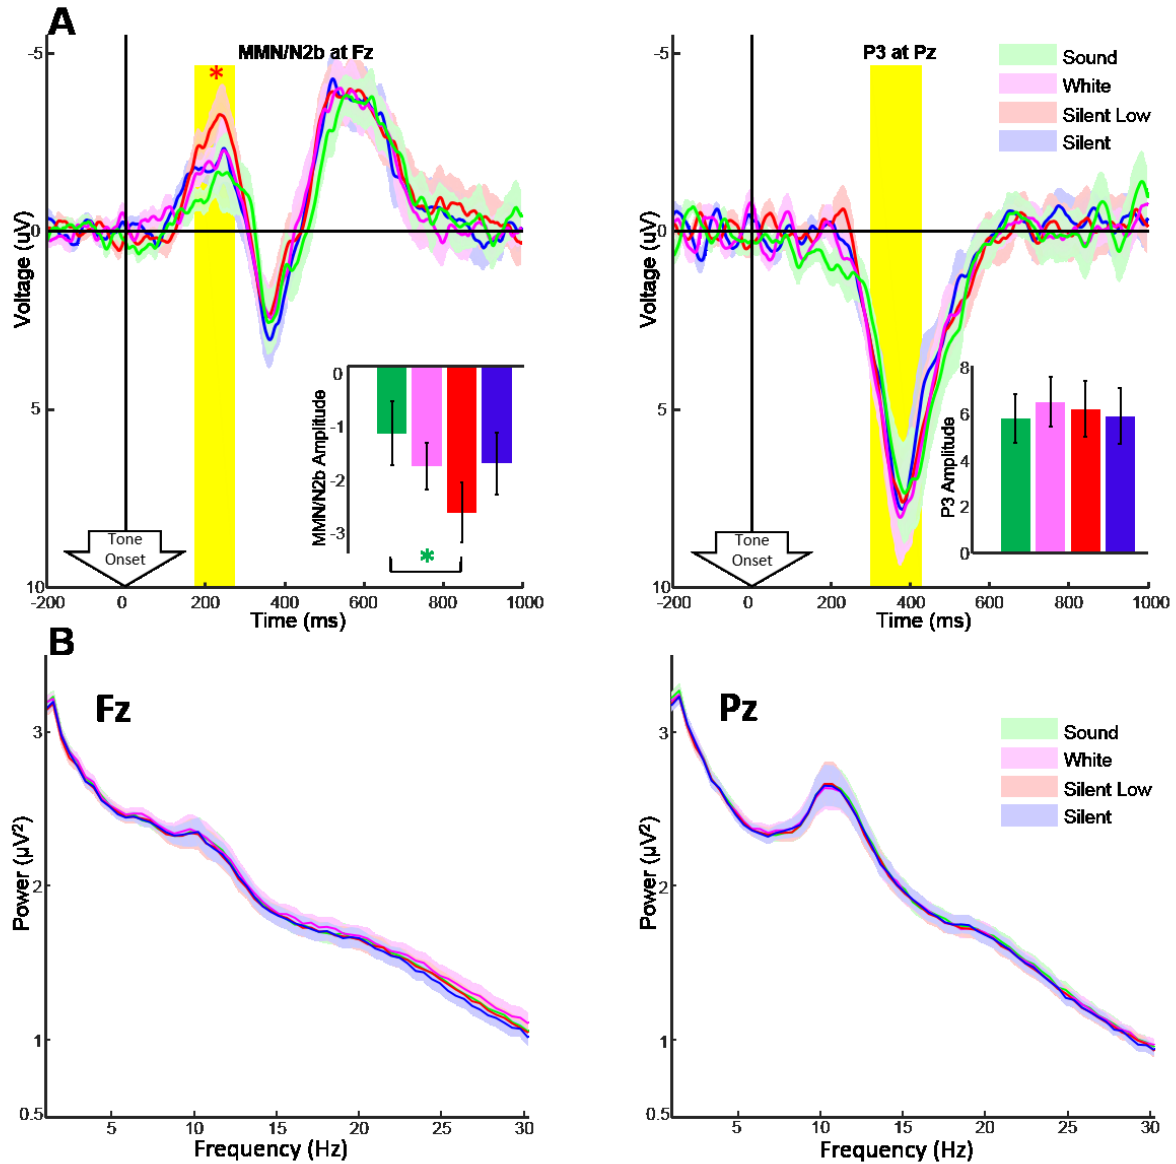 A
MMN/N2b at Fz
-5
0
5
10
Voltage (µV)
*
Tone
Onset
0
-1
-2
-3
MMN/N2b Amplitude
*
-200 0 200 400 600 800 1000
Time (ms)
P3 at Pz
-5
0
5
10
Voltage (µV)
Sound
White
Silent Low
Silent
Tone
Onset
8
6
4
2
0
P3 Amplitude
-200 0 200 400 600 800 1000
Time (ms)
B
Fz
3
2
1
0.5
Power (µV²)
5 10 15 20 25 30
Frequency (Hz)
Pz
3
2
1
0.5
Power (µV²)
Sound
White
Silent Low
Silent
5 10 15 20 25 30
Frequency (Hz)